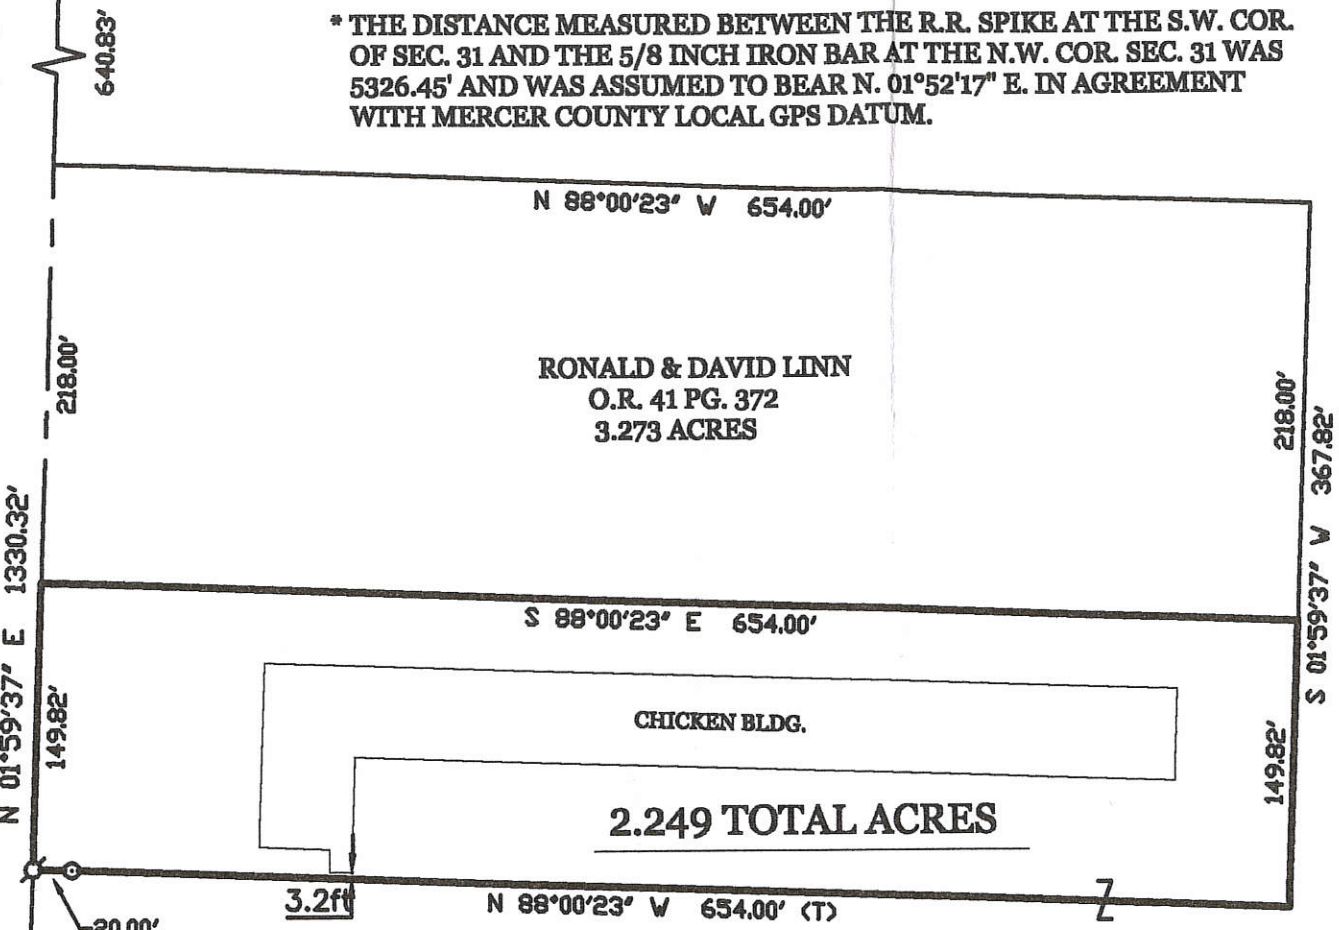 640.83'
* THE DISTANCE MEASURED BETWEEN THE R.R. SPIKE AT THE S.W. COR.
OF SEC. 31 AND THE 5/8 INCH IRON BAR AT THE N.W. COR. SEC. 31 WAS
5326.45' AND WAS ASSUMED TO BEAR N. 01°52'17" E. IN AGREEMENT
WITH MERCER COUNTY LOCAL GPS DATUM.
N 88°00'23" W 654.00'
218.00'
RONALD & DAVID LINN
O.R. 41 PG. 372
3.273 ACRES
218.00'
S 01°59'37" W 367.82'
N 01°59'37" E 1330.32'
S 88°00'23" E 654.00'
149.82'
CHICKEN BLDG.
149.82'
2.249 TOTAL ACRES
3.2ft
N 88°00'23" W 654.00' (T)
20.00'